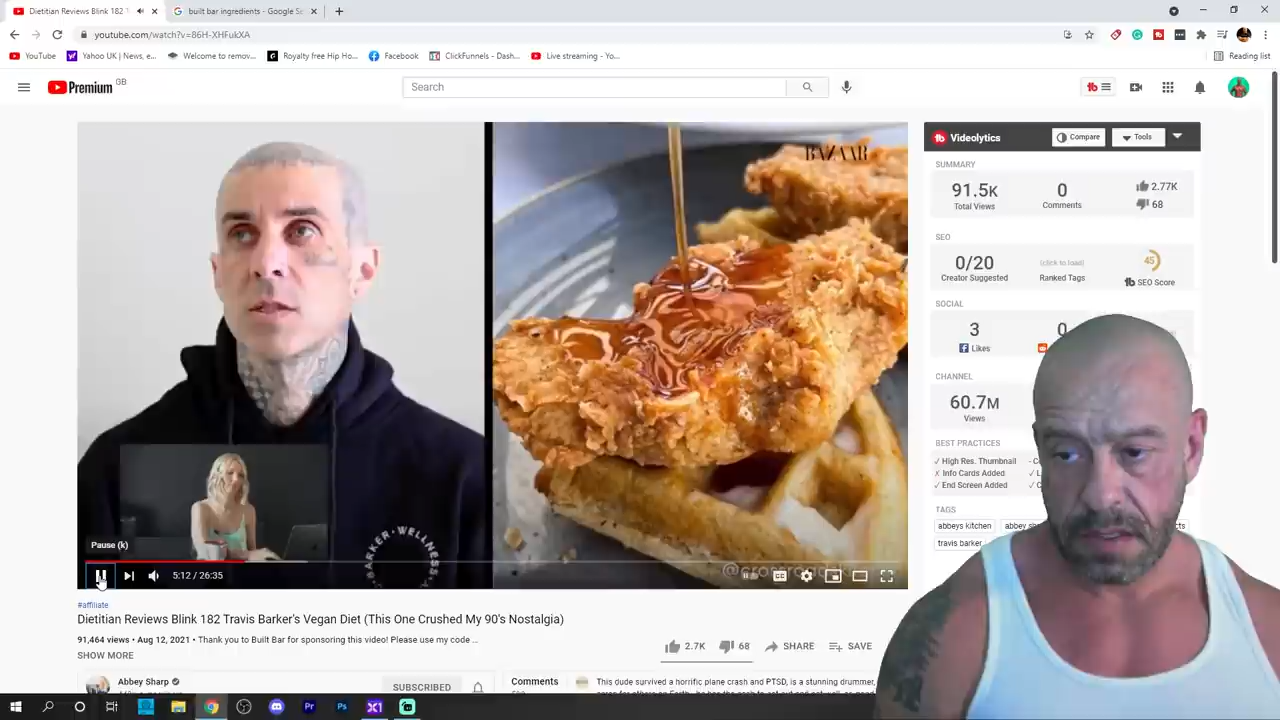 Dietitian Reviews Blink 182 T
built bar ingredients - Google Se
youtube.com/watch?v=86H-XHFukXA
YouTube
Yahoo UK | News, e...
Welcome to remov...
Royalty free Hip Ho...
Facebook
ClickFunnels - Dash...
Live streaming - Yo...
Reading list
Premium GB
Search
BAZAAR
Videolytics
Compare
Tools
SUMMARY
91.5K
0
2.77K
68
Total Views
Comments
SEO
0/20
(click to load)
45
Creator Suggested
Ranked Tags
SEO Score
SOCIAL
3
0
Likes
CHANNEL
60.7M
Views
BEST PRACTICES
High Res. Thumbnail
Info Cards Added
End Screen Added
TAGS
abbeys kitchen
travis barker
BARKER • WELLNESS
Pause (k)
5:12 / 26:35
#affiliate
Dietitian Reviews Blink 182 Travis Barker's Vegan Diet (This One Crushed My 90's Nostalgia)
91,464 views • Aug 12, 2021 • Thank you to Built Bar for sponsoring this video! Please use my code ...
2.7K
68
SHARE
SAVE
SHOW MORE
Abbey Sharp
SUBSCRIBED
Comments
This dude survived a horrific plane crash and PTSD, is a stunning drummer,